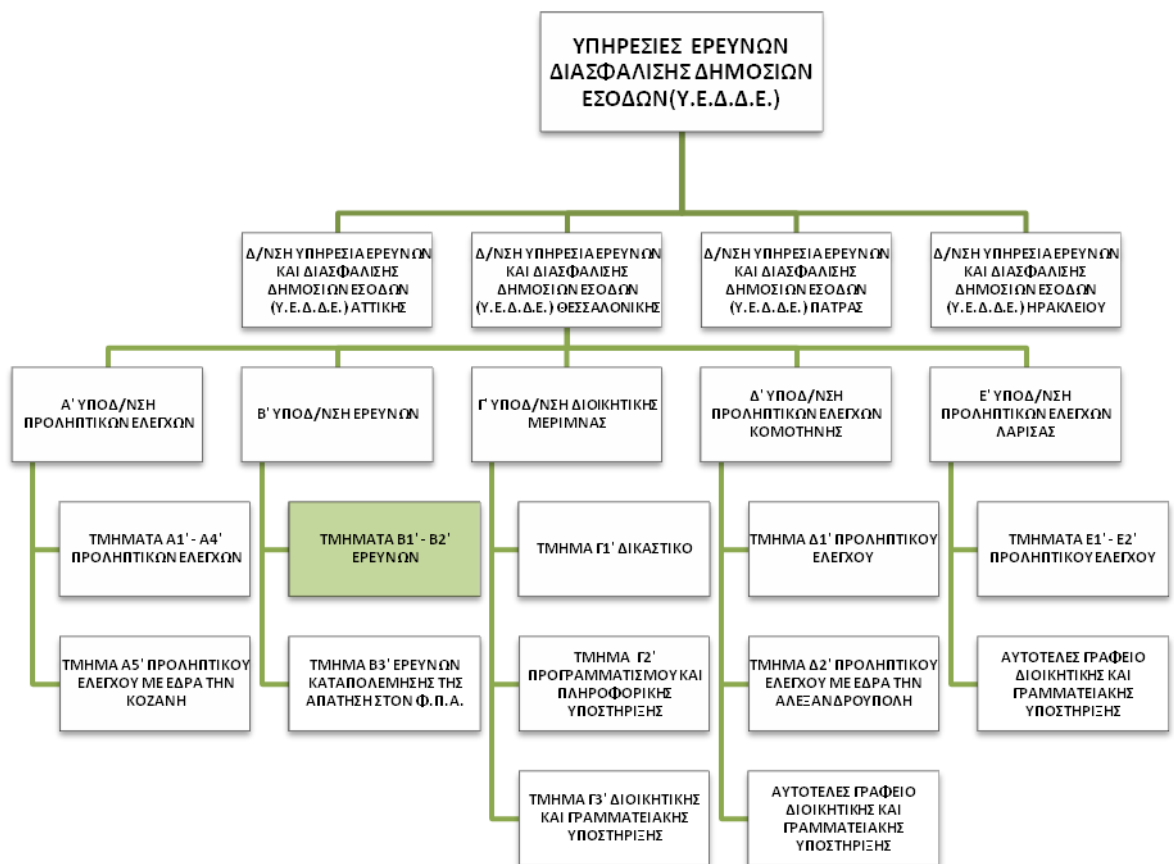 ΥΠΗΡΕΣΙΕΣ ΕΡΕΥΝΩΝ
ΔΙΑΣΦΑΛΙΣΗΣ ΔΗΜΟΣΙΩΝ
ΕΣΟΔΩΝ(Υ.Ε.Δ.Δ.Ε.)
Δ/ΝΣΗ ΥΠΗΡΕΣΙΑ ΕΡΕΥΝΩΝ
ΚΑΙ ΔΙΑΣΦΑΛΙΣΗΣ
ΔΗΜΟΣΙΩΝ ΕΣΟΔΩΝ
(Υ.Ε.Δ.Δ.Ε.) ΑΤΤΙΚΗΣ
Δ/ΝΣΗ ΥΠΗΡΕΣΙΑ ΕΡΕΥΝΩΝ
ΚΑΙ ΔΙΑΣΦΑΛΙΣΗΣ
ΔΗΜΟΣΙΩΝ ΕΣΟΔΩΝ
(Υ.Ε.Δ.Δ.Ε.) ΘΕΣΣΑΛΟΝΙΚΗΣ
Δ/ΝΣΗ ΥΠΗΡΕΣΙΑ ΕΡΕΥΝΩΝ
ΚΑΙ ΔΙΑΣΦΑΛΙΣΗΣ
ΔΗΜΟΣΙΩΝ ΕΣΟΔΩΝ
(Υ.Ε.Δ.Δ.Ε.) ΠΑΤΡΑΣ
Δ/ΝΣΗ ΥΠΗΡΕΣΙΑ ΕΡΕΥΝΩΝ
ΚΑΙ ΔΙΑΣΦΑΛΙΣΗΣ
ΔΗΜΟΣΙΩΝ ΕΣΟΔΩΝ
(Υ.Ε.Δ.Δ.Ε.) ΗΡΑΚΛΕΙΟΥ
Α' ΥΠΟΔ/ΝΣΗ
ΠΡΟΛΗΠΤΙΚΩΝ ΕΛΕΓΧΩΝ
Β' ΥΠΟΔ/ΝΣΗ ΕΡΕΥΝΩΝ
Γ' ΥΠΟΔ/ΝΣΗ ΔΙΟΙΚΗΤΙΚΗΣ
ΜΕΡΙΜΝΑΣ
Δ' ΥΠΟΔ/ΝΣΗ
ΠΡΟΛΗΠΤΙΚΩΝ ΕΛΕΓΧΩΝ
ΚΟΜΟΤΗΝΗΣ
Ε' ΥΠΟΔ/ΝΣΗ
ΠΡΟΛΗΠΤΙΚΩΝ ΕΛΕΓΧΩΝ
ΛΑΡΙΣΑΣ
ΤΜΗΜΑΤΑ Α1' - Α4'
ΠΡΟΛΗΠΤΙΚΩΝ ΕΛΕΓΧΩΝ
ΤΜΗΜΑΤΑ Β1' - Β2'
ΕΡΕΥΝΩΝ
ΤΜΗΜΑ Γ1' ΔΙΚΑΣΤΙΚΟ
ΤΜΗΜΑ Δ1' ΠΡΟΛΗΠΤΙΚΟΥ
ΕΛΕΓΧΟΥ
ΤΜΗΜΑΤΑ Ε1' - Ε2'
ΠΡΟΛΗΠΤΙΚΟΥ ΕΛΕΓΧΟΥ
ΤΜΗΜΑ Α5' ΠΡΟΛΗΠΤΙΚΟΥ
ΕΛΕΓΧΟΥ ΜΕ ΕΔΡΑ ΤΗΝ
ΚΟΖΑΝΗ
ΤΜΗΜΑ Β3' ΕΡΕΥΝΩΝ
ΚΑΤΑΠΟΛΕΜΗΣΗΣ ΤΗΣ
ΑΠΑΤΗΣΗ ΣΤΟΝ Φ.Π.Α.
ΤΜΗΜΑ Γ2'
ΠΡΟΓΡΑΜΜΑΤΙΣΜΟΥ ΚΑΙ
ΠΛΗΡΟΦΟΡΙΚΗΣ
ΥΠΟΣΤΗΡΙΞΗΣ
ΤΜΗΜΑ Δ2' ΠΡΟΛΗΠΤΙΚΟΥ
ΕΛΕΓΧΟΥ ΜΕ ΕΔΡΑ ΤΗΝ
ΑΛΕΞΑΝΔΡΟΥΠΟΛΗ
ΑΥΤΟΤΕΛΕΣ ΓΡΑΦΕΙΟ
ΔΙΟΙΚΗΤΙΚΗΣ ΚΑΙ
ΓΡΑΜΜΑΤΕΙΑΚΗΣ
ΥΠΟΣΤΗΡΙΞΗΣ
ΤΜΗΜΑ Γ3' ΔΙΟΙΚΗΤΙΚΗΣ
ΚΑΙ ΓΡΑΜΜΑΤΕΙΑΚΗΣ
ΥΠΟΣΤΗΡΙΞΗΣ
ΑΥΤΟΤΕΛΕΣ ΓΡΑΦΕΙΟ
ΔΙΟΙΚΗΤΙΚΗΣ ΚΑΙ
ΓΡΑΜΜΑΤΕΙΑΚΗΣ
ΥΠΟΣΤΗΡΙΞΗΣ